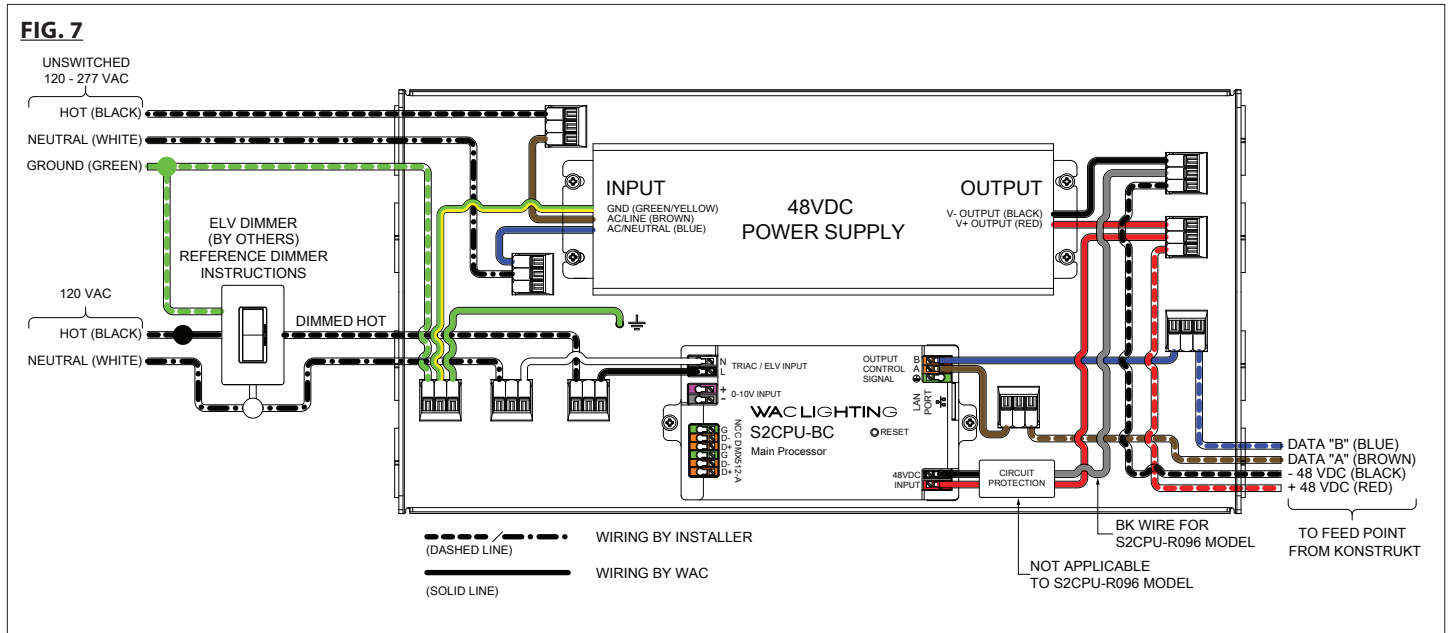 FIG. 7
UNSWITCHED
120 - 277 VAC
HOT (BLACK)
NEUTRAL (WHITE)
GROUND (GREEN)
ELV DIMMER
(BY OTHERS)
REFERENCE DIMMER
INSTRUCTIONS
120 VAC
HOT (BLACK)
NEUTRAL (WHITE)
DIMMED HOT
INPUT
GND (GREEN/YELLOW)
AC/LINE (BROWN)
AC/NEUTRAL (BLUE)
48VDC
POWER SUPPLY
OUTPUT
V- OUTPUT (BLACK)
V+ OUTPUT (RED)
N
L
TRIAC / ELV INPUT
+
-
0-10V INPUT
G
D-
D+
G
D-
D+
NCC DMX512-A
WAC LIGHTING
S2CPU-BC
Main Processor
RESET
OUTPUT
CONTROL
SIGNAL
B
A
LAN
PORT
48VDC
INPUT
CIRCUIT
PROTECTION
DATA "B" (BLUE)
DATA "A" (BROWN)
- 48 VDC (BLACK)
+ 48 VDC (RED)
TO FEED POINT
FROM KONSTRUKT
BK WIRE FOR
S2CPU-R096 MODEL
NOT APPLICABLE
TO S2CPU-R096 MODEL
WIRING BY INSTALLER
(DASHED LINE)
WIRING BY WAC
(SOLID LINE)